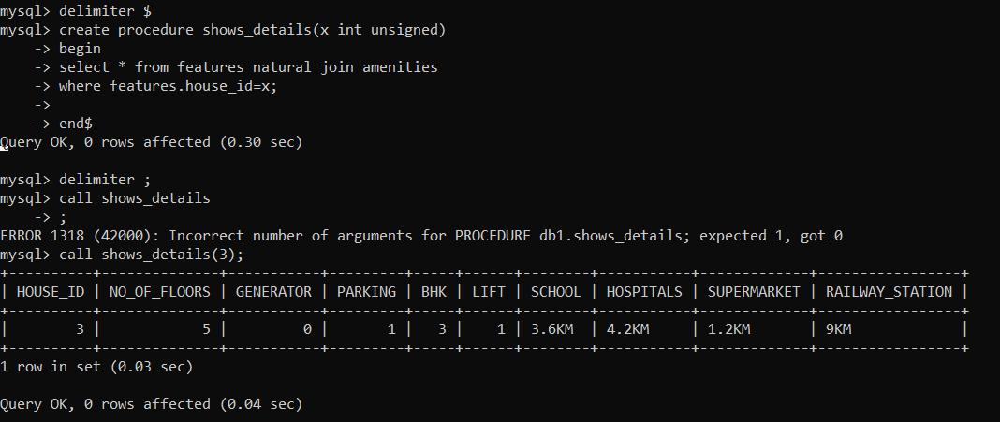 mysql> delimiter $
mysql> create procedure shows_details(x int unsigned)
    -> begin
    -> select * from features natural join amenities
    -> where features.house_id=x;
    ->
    -> end$
Query OK, 0 rows affected (0.30 sec)

mysql> delimiter ;
mysql> call shows_details
    -> ;
ERROR 1318 (42000): Incorrect number of arguments for PROCEDURE db1.shows_details; expected 1, got 0
mysql> call shows_details(3);
+----------+--------------+-----------+---------+-----+------+--------+-----------+-------------+-----------------+
| HOUSE_ID | NO_OF_FLOORS | GENERATOR | PARKING | BHK | LIFT | SCHOOL | HOSPITALS | SUPERMARKET | RAILWAY_STATION |
+----------+--------------+-----------+---------+-----+------+--------+-----------+-------------+-----------------+
|        3 |            5 |         0 |       1 |   3 |    1 | 3.6KM  | 4.2KM     | 1.2KM       | 9KM             |
+----------+--------------+-----------+---------+-----+------+--------+-----------+-------------+-----------------+
1 row in set (0.03 sec)

Query OK, 0 rows affected (0.04 sec)